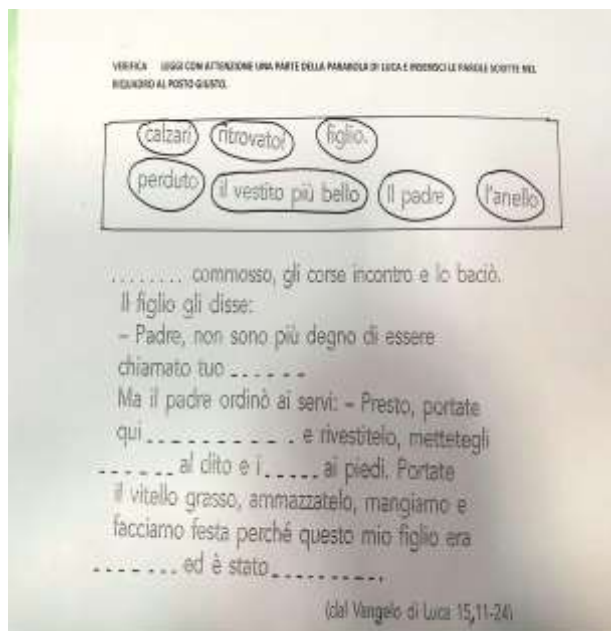 VERIFICA LEGGI CON ATTENZIONE UNA PARTE DELLA PARABOLA DI LUCA E INSERISCI LE PAROLE SCRITTE NEL
RIQUADRO AL POSTO GIUSTO.
calzari ritrovato! figlio.
perduto il vestito più bello Il padre l'anello
........ commosso, gli corse incontro e lo baciò.
Il figlio gli disse:
– Padre, non sono più degno di essere
chiamato tuo ......
Ma il padre ordinò ai servi: – Presto, portate
qui .......... e rivestitelo, mettetegli
...... al dito e i ..... ai piedi. Portate
il vitello grasso, ammazzatelo, mangiamo e
facciamo festa perché questo mio figlio era
....... ed è stato ..........
(dal Vangelo di Luca 15,11-24)